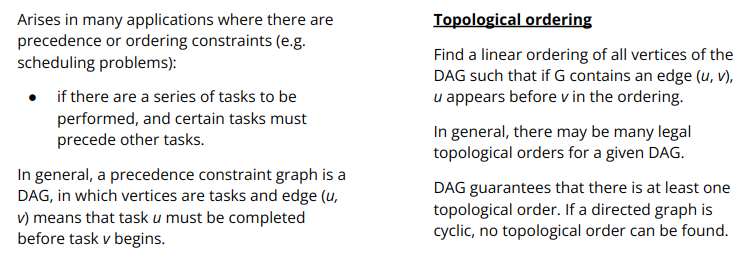 Arises in many applications where there are
precedence or ordering constraints (e.g.
scheduling problems):
● if there are a series of tasks to be
performed, and certain tasks must
precede other tasks.
In general, a precedence constraint graph is a
DAG, in which vertices are tasks and edge (u,
v) means that task u must be completed
before task v begins.
Topological ordering
Find a linear ordering of all vertices of the
DAG such that if G contains an edge (u, v),
u appears before v in the ordering.
In general, there may be many legal
topological orders for a given DAG.
DAG guarantees that there is at least one
topological order. If a directed graph is
cyclic, no topological order can be found.